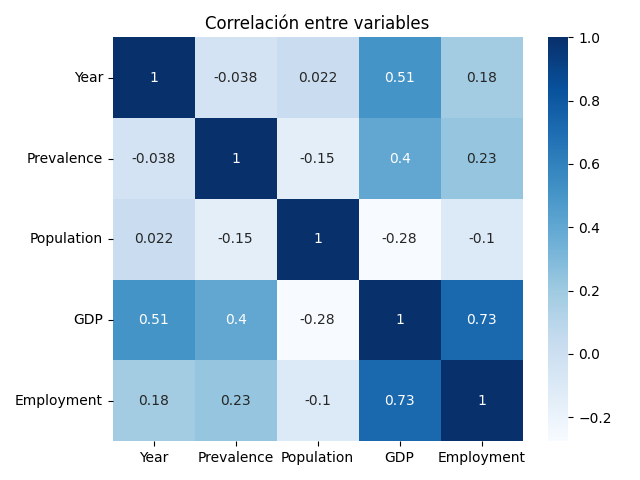 Correlación entre variables
Year 1 -0.038 0.022 0.51 0.18
Prevalence -0.038 1 -0.15 0.4 0.23
Population 0.022 -0.15 1 -0.28 -0.1
GDP 0.51 0.4 -0.28 1 0.73
Employment 0.18 0.23 -0.1 0.73 1
Year Prevalence Population GDP Employment
1.0
0.8
0.6
0.4
0.2
0.0
−0.2